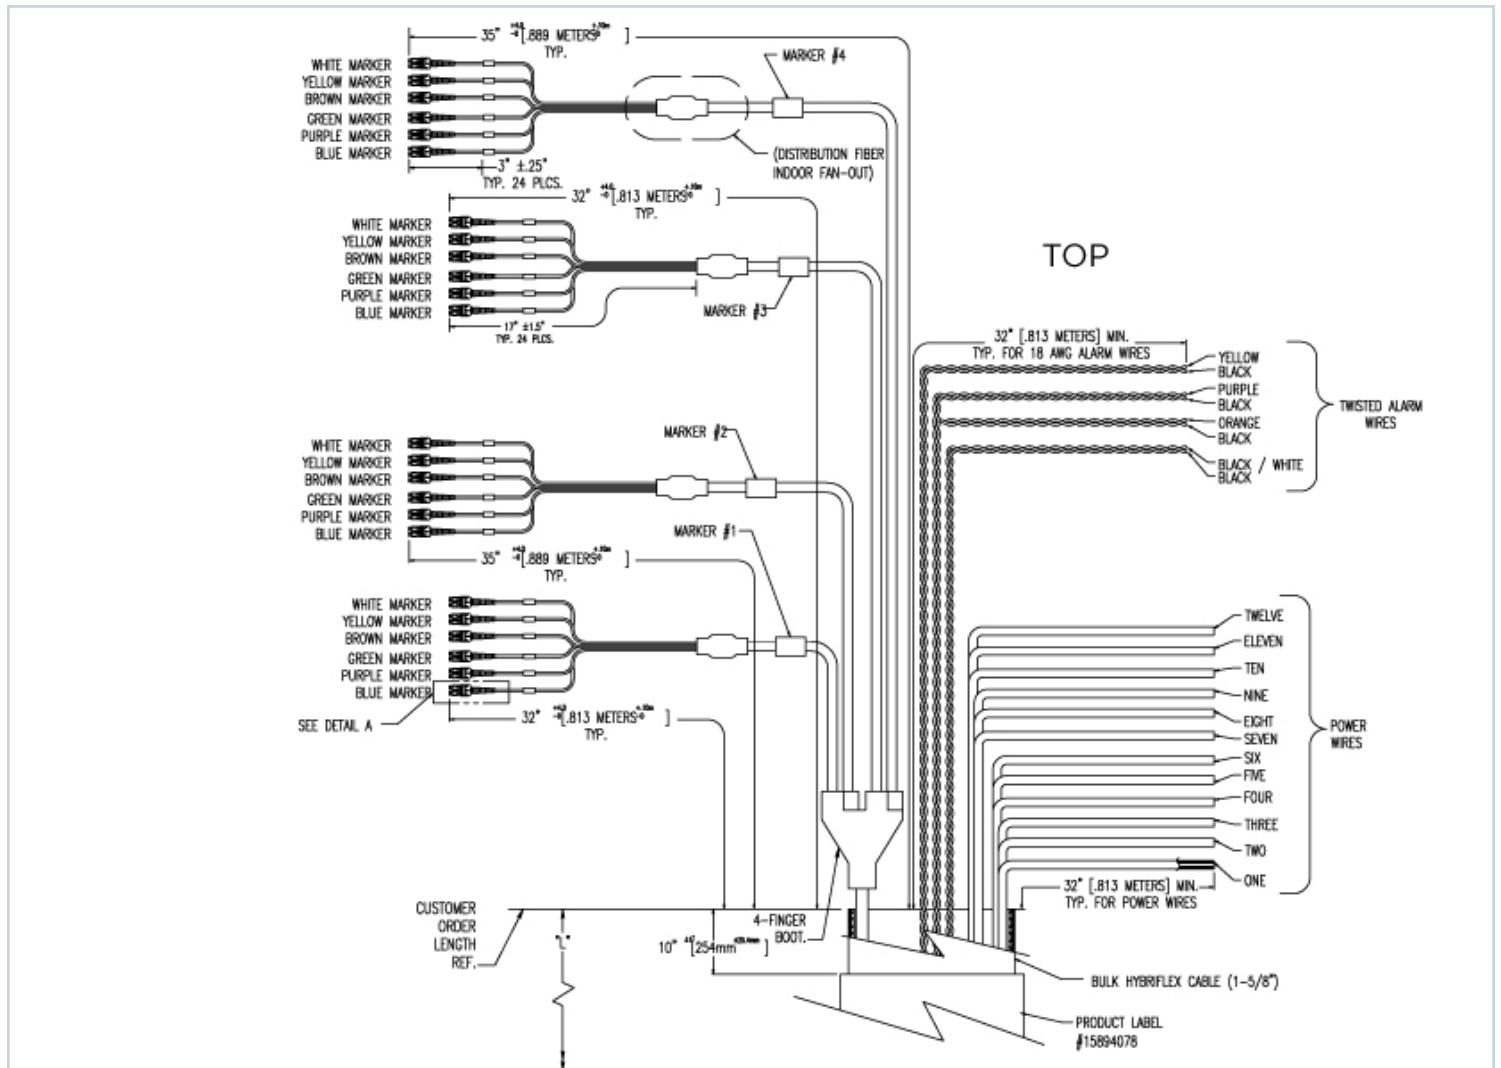 35" [.889 METERS ]
TYP.
MARKER #4
WHITE MARKER
YELLOW MARKER
BROWN MARKER
GREEN MARKER
PURPLE MARKER
BLUE MARKER
(DISTRIBUTION FIBER
INDOOR FAN-OUT)
3" ±.25"
TYP. 24 PLCS.
32" [.813 METERS ]
TYP.
WHITE MARKER
YELLOW MARKER
BROWN MARKER
GREEN MARKER
PURPLE MARKER
BLUE MARKER
MARKER #3
17" ±1.5"
TYP. 24 PLCS.
TOP
32" [.813 METERS] MIN.
TYP. FOR 18 AWG ALARM WIRES
YELLOW
BLACK
PURPLE
BLACK
ORANGE
BLACK
BLACK / WHITE
BLACK
TWISTED ALARM
WIRES
MARKER #2
WHITE MARKER
YELLOW MARKER
BROWN MARKER
GREEN MARKER
PURPLE MARKER
BLUE MARKER
35" [.889 METERS ]
TYP.
MARKER #1
WHITE MARKER
YELLOW MARKER
BROWN MARKER
GREEN MARKER
PURPLE MARKER
BLUE MARKER
SEE DETAIL A
32" [.813 METERS ]
TYP.
TWELVE
ELEVEN
TEN
NINE
EIGHT
SEVEN
SIX
FIVE
FOUR
THREE
TWO
ONE
POWER
WIRES
32" [.813 METERS] MIN.
TYP. FOR POWER WIRES
CUSTOMER
ORDER
LENGTH
REF.
"L"
4-FINGER
BOOT.
10" [254mm ]
BULK HYBRIFLEX CABLE (1-5/8")
PRODUCT LABEL
#15894078